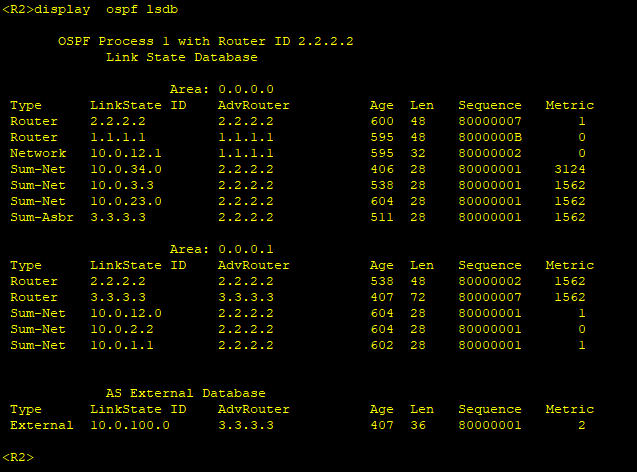 <R2>display  ospf lsdb
OSPF Process 1 with Router ID 2.2.2.2
Link State Database
Area: 0.0.0.0
Type      LinkState ID    AdvRouter          Age  Len   Sequence   Metric
Router    2.2.2.2         2.2.2.2            600  48    80000007       1
Router    1.1.1.1         1.1.1.1            595  48    8000000B       0
Network   10.0.12.1       1.1.1.1            595  32    80000002       0
Sum-Net   10.0.34.0       2.2.2.2            406  28    80000001    3124
Sum-Net   10.0.3.3        2.2.2.2            538  28    80000001    1562
Sum-Net   10.0.23.0       2.2.2.2            604  28    80000001    1562
Sum-Asbr  3.3.3.3         2.2.2.2            511  28    80000001    1562
Area: 0.0.0.1
Type      LinkState ID    AdvRouter          Age  Len   Sequence   Metric
Router    2.2.2.2         2.2.2.2            538  48    80000002    1562
Router    3.3.3.3         3.3.3.3            407  72    80000007    1562
Sum-Net   10.0.12.0       2.2.2.2            604  28    80000001       1
Sum-Net   10.0.2.2        2.2.2.2            604  28    80000001       0
Sum-Net   10.0.1.1        2.2.2.2            602  28    80000001       1
AS External Database
Type      LinkState ID    AdvRouter          Age  Len   Sequence   Metric
External  10.0.100.0      3.3.3.3            407  36    80000001       2
<R2>